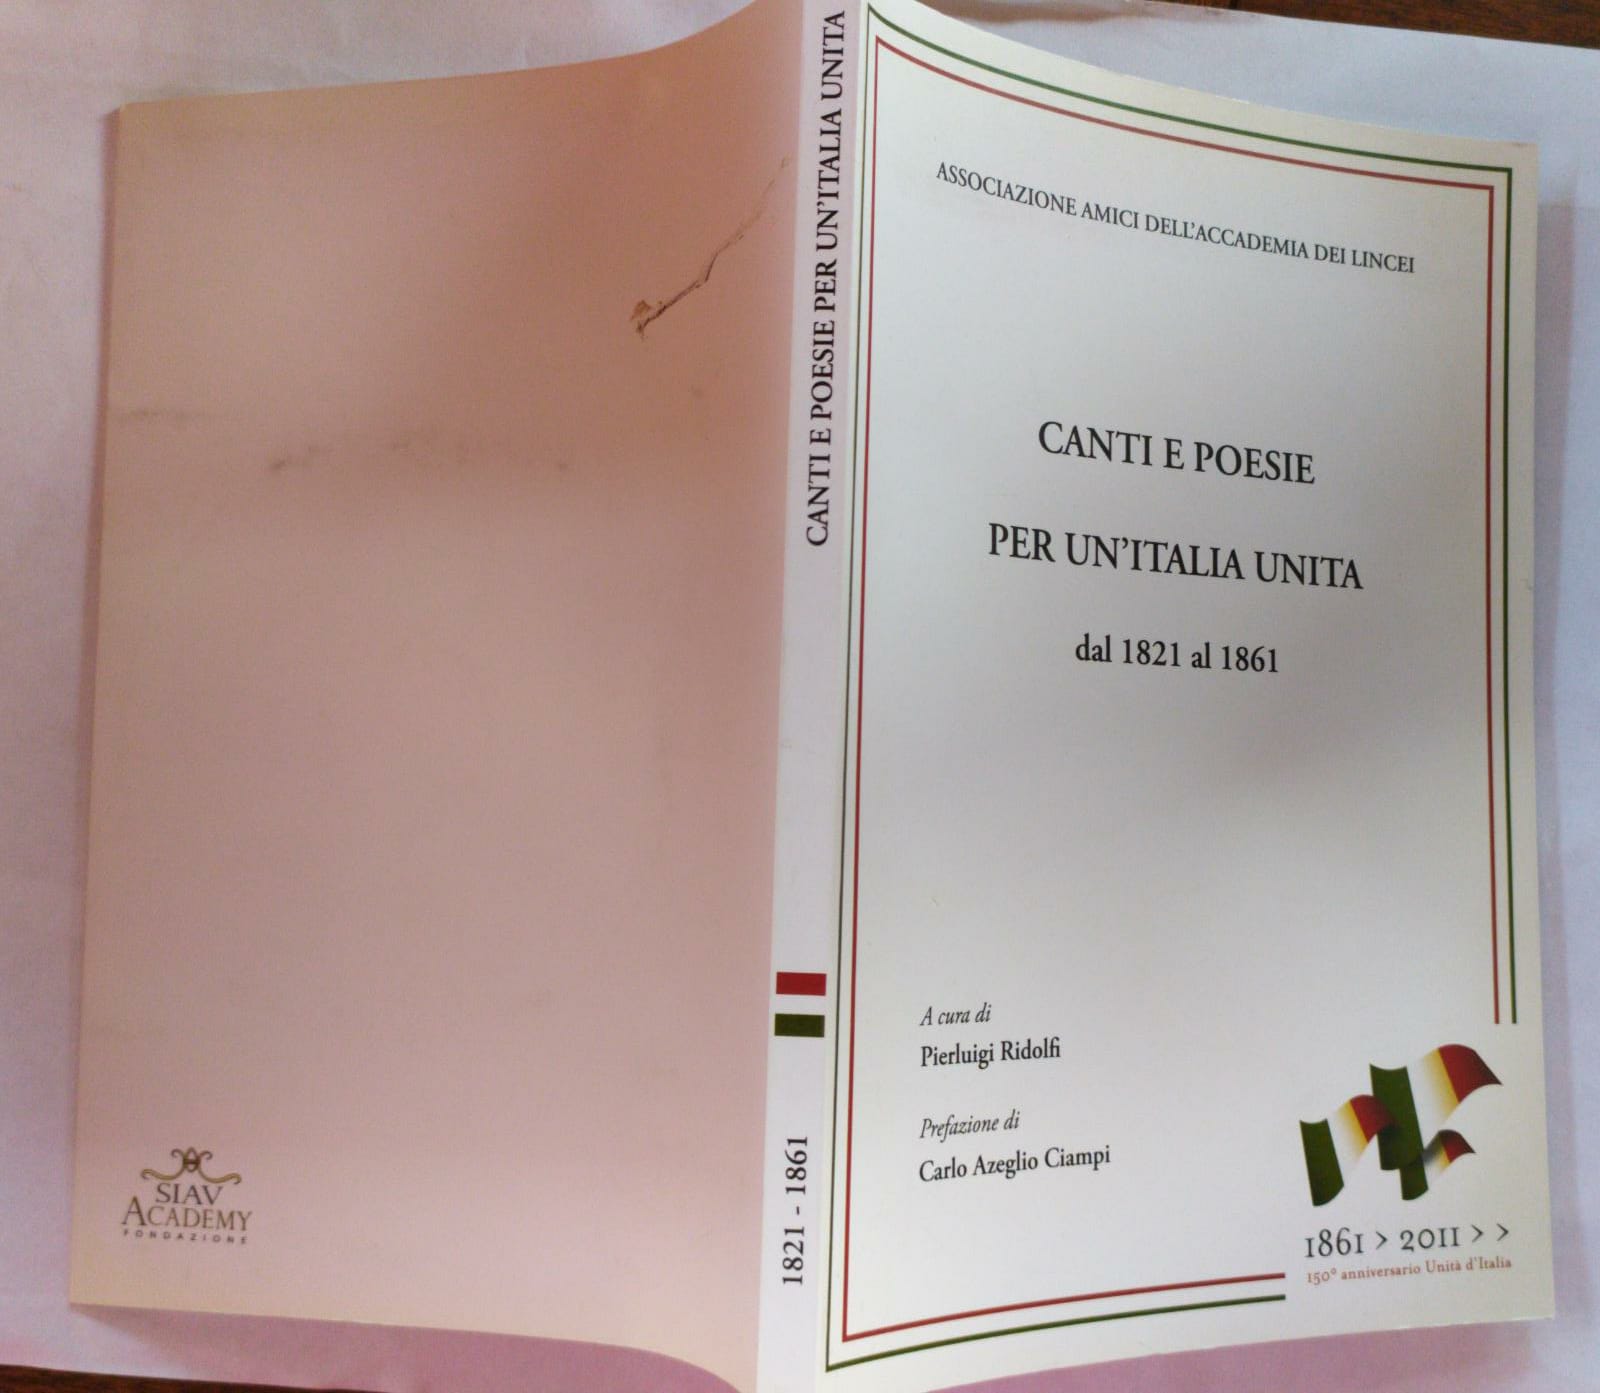 ASSOCIAZIONE AMICI DELL'ACCADEMIA DEI LINCEI
CANTI E POESIE
PER UN'ITALIA UNITA
dal 1821 al 1861
A cura di
Pierluigi Ridolfi
Prefazione di
Carlo Azeglio Ciampi
1861 > 2011 > >
150° anniversario Unità d'Italia
CANTI E POESIE PER UN'ITALIA UNITA
1821 - 1861
SIAV
ACADEMY
FONDAZIONE